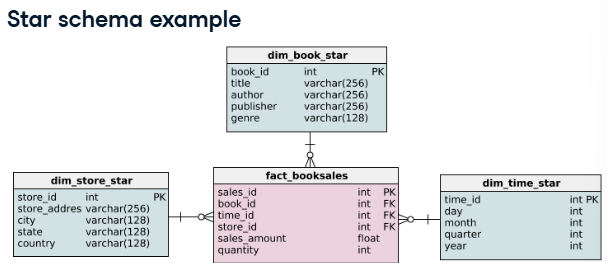 Star schema example
dim_book_star
book_id int PK
title varchar(256)
author varchar(256)
publisher varchar(256)
genre varchar(128)
dim_store_star
store_id int PK
store_addres varchar(256)
city varchar(128)
state varchar(128)
country varchar(128)
fact_booksales
sales_id int PK
book_id int FK
time_id int FK
store_id int FK
sales_amount float
quantity int
dim_time_star
time_id int PK
day int
month int
quarter int
year int